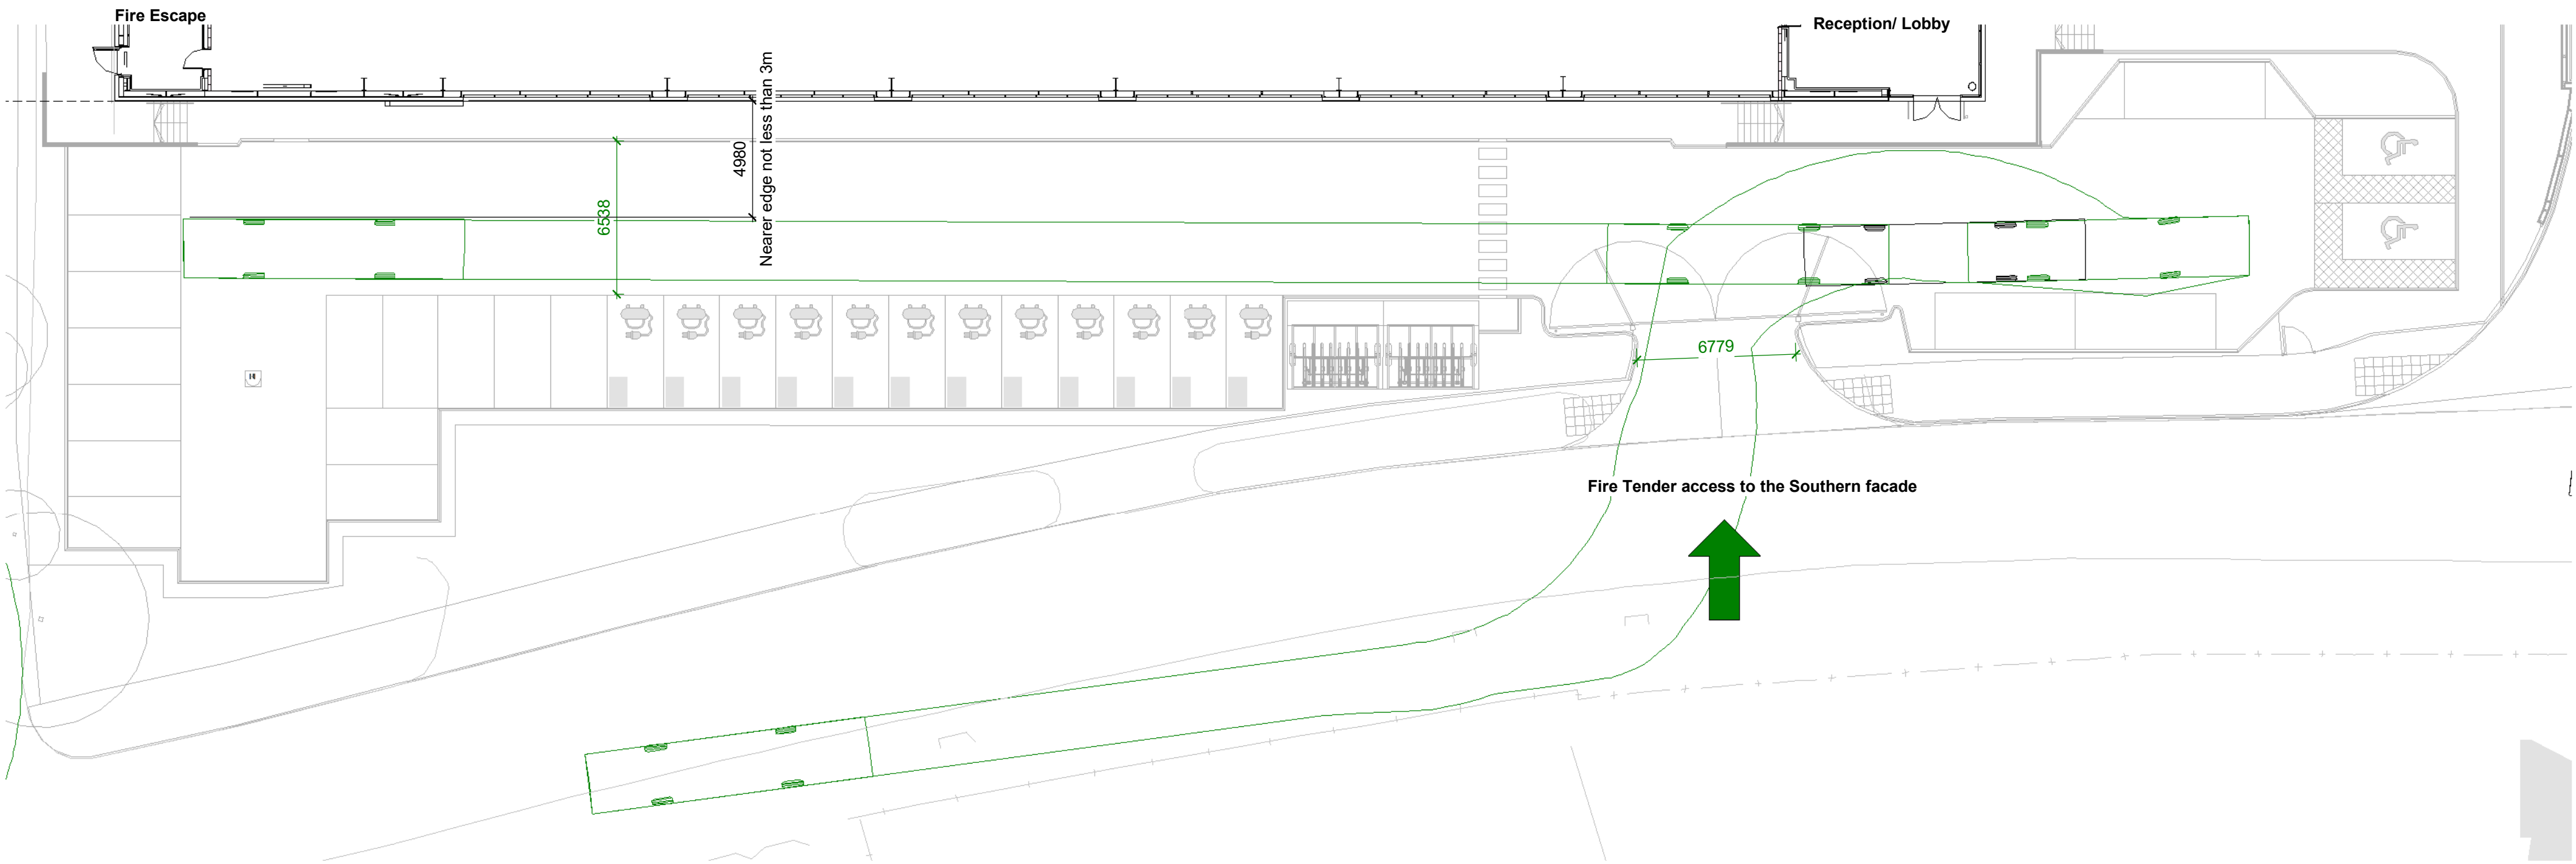 Fire Escape
Reception/ Lobby
Nearer edge not less than 3m
4980
6538
6779
Fire Tender access to the Southern facade